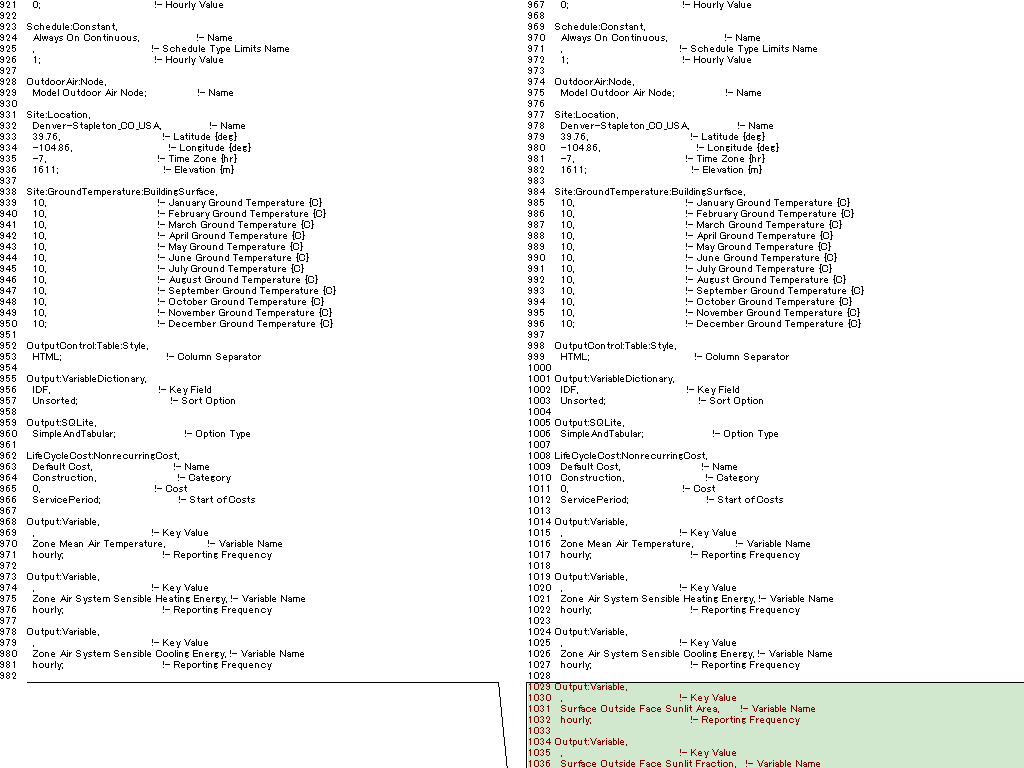 921 0; !- Hourly Value
922
923 Schedule:Constant,
924 Always On Continuous, !- Name
925 , !- Schedule Type Limits Name
926 1; !- Hourly Value
927
928 OutdoorAir:Node,
929 Model Outdoor Air Node; !- Name
930
931 Site:Location,
932 Denver-Stapleton_CO_USA, !- Name
933 39.76, !- Latitude {deg}
934 -104.86, !- Longitude {deg}
935 -7, !- Time Zone {hr}
936 1611; !- Elevation {m}
937
938 Site:GroundTemperature:BuildingSurface,
939 10, !- January Ground Temperature {C}
940 10, !- February Ground Temperature {C}
941 10, !- March Ground Temperature {C}
942 10, !- April Ground Temperature {C}
943 10, !- May Ground Temperature {C}
944 10, !- June Ground Temperature {C}
945 10, !- July Ground Temperature {C}
946 10, !- August Ground Temperature {C}
947 10, !- September Ground Temperature {C}
948 10, !- October Ground Temperature {C}
949 10, !- November Ground Temperature {C}
950 10; !- December Ground Temperature {C}
951
952 OutputControl:Table:Style,
953 HTML; !- Column Separator
954
955 Output:VariableDictionary,
956 IDF, !- Key Field
957 Unsorted; !- Sort Option
958
959 Output:SQLite,
960 SimpleAndTabular; !- Option Type
961
962 LifeCycleCost:NonrecurringCost,
963 Default Cost, !- Name
964 Construction, !- Category
965 0, !- Cost
966 ServicePeriod; !- Start of Costs
967
968 Output:Variable,
969 , !- Key Value
970 Zone Mean Air Temperature, !- Variable Name
971 hourly; !- Reporting Frequency
972
973 Output:Variable,
974 , !- Key Value
975 Zone Air System Sensible Heating Energy, !- Variable Name
976 hourly; !- Reporting Frequency
977
978 Output:Variable,
979 , !- Key Value
980 Zone Air System Sensible Cooling Energy, !- Variable Name
981 hourly; !- Reporting Frequency
982
967 0; !- Hourly Value
968
969 Schedule:Constant,
970 Always On Continuous, !- Name
971 , !- Schedule Type Limits Name
972 1; !- Hourly Value
973
974 OutdoorAir:Node,
975 Model Outdoor Air Node; !- Name
976
977 Site:Location,
978 Denver-Stapleton_CO_USA, !- Name
979 39.76, !- Latitude {deg}
980 -104.86, !- Longitude {deg}
981 -7, !- Time Zone {hr}
982 1611; !- Elevation {m}
983
984 Site:GroundTemperature:BuildingSurface,
985 10, !- January Ground Temperature {C}
986 10, !- February Ground Temperature {C}
987 10, !- March Ground Temperature {C}
988 10, !- April Ground Temperature {C}
989 10, !- May Ground Temperature {C}
990 10, !- June Ground Temperature {C}
991 10, !- July Ground Temperature {C}
992 10, !- August Ground Temperature {C}
993 10, !- September Ground Temperature {C}
994 10, !- October Ground Temperature {C}
995 10, !- November Ground Temperature {C}
996 10; !- December Ground Temperature {C}
997
998 OutputControl:Table:Style,
999 HTML; !- Column Separator
1000
1001 Output:VariableDictionary,
1002 IDF, !- Key Field
1003 Unsorted; !- Sort Option
1004
1005 Output:SQLite,
1006 SimpleAndTabular; !- Option Type
1007
1008 LifeCycleCost:NonrecurringCost,
1009 Default Cost, !- Name
1010 Construction, !- Category
1011 0, !- Cost
1012 ServicePeriod; !- Start of Costs
1013
1014 Output:Variable,
1015 , !- Key Value
1016 Zone Mean Air Temperature, !- Variable Name
1017 hourly; !- Reporting Frequency
1018
1019 Output:Variable,
1020 , !- Key Value
1021 Zone Air System Sensible Heating Energy, !- Variable Name
1022 hourly; !- Reporting Frequency
1023
1024 Output:Variable,
1025 , !- Key Value
1026 Zone Air System Sensible Cooling Energy, !- Variable Name
1027 hourly; !- Reporting Frequency
1028
1029 Output:Variable,
1030 , !- Key Value
1031 Surface Outside Face Sunlit Area, !- Variable Name
1032 hourly; !- Reporting Frequency
1033
1034 Output:Variable,
1035 , !- Key Value
1036 Surface Outside Face Sunlit Fraction, !- Variable Name